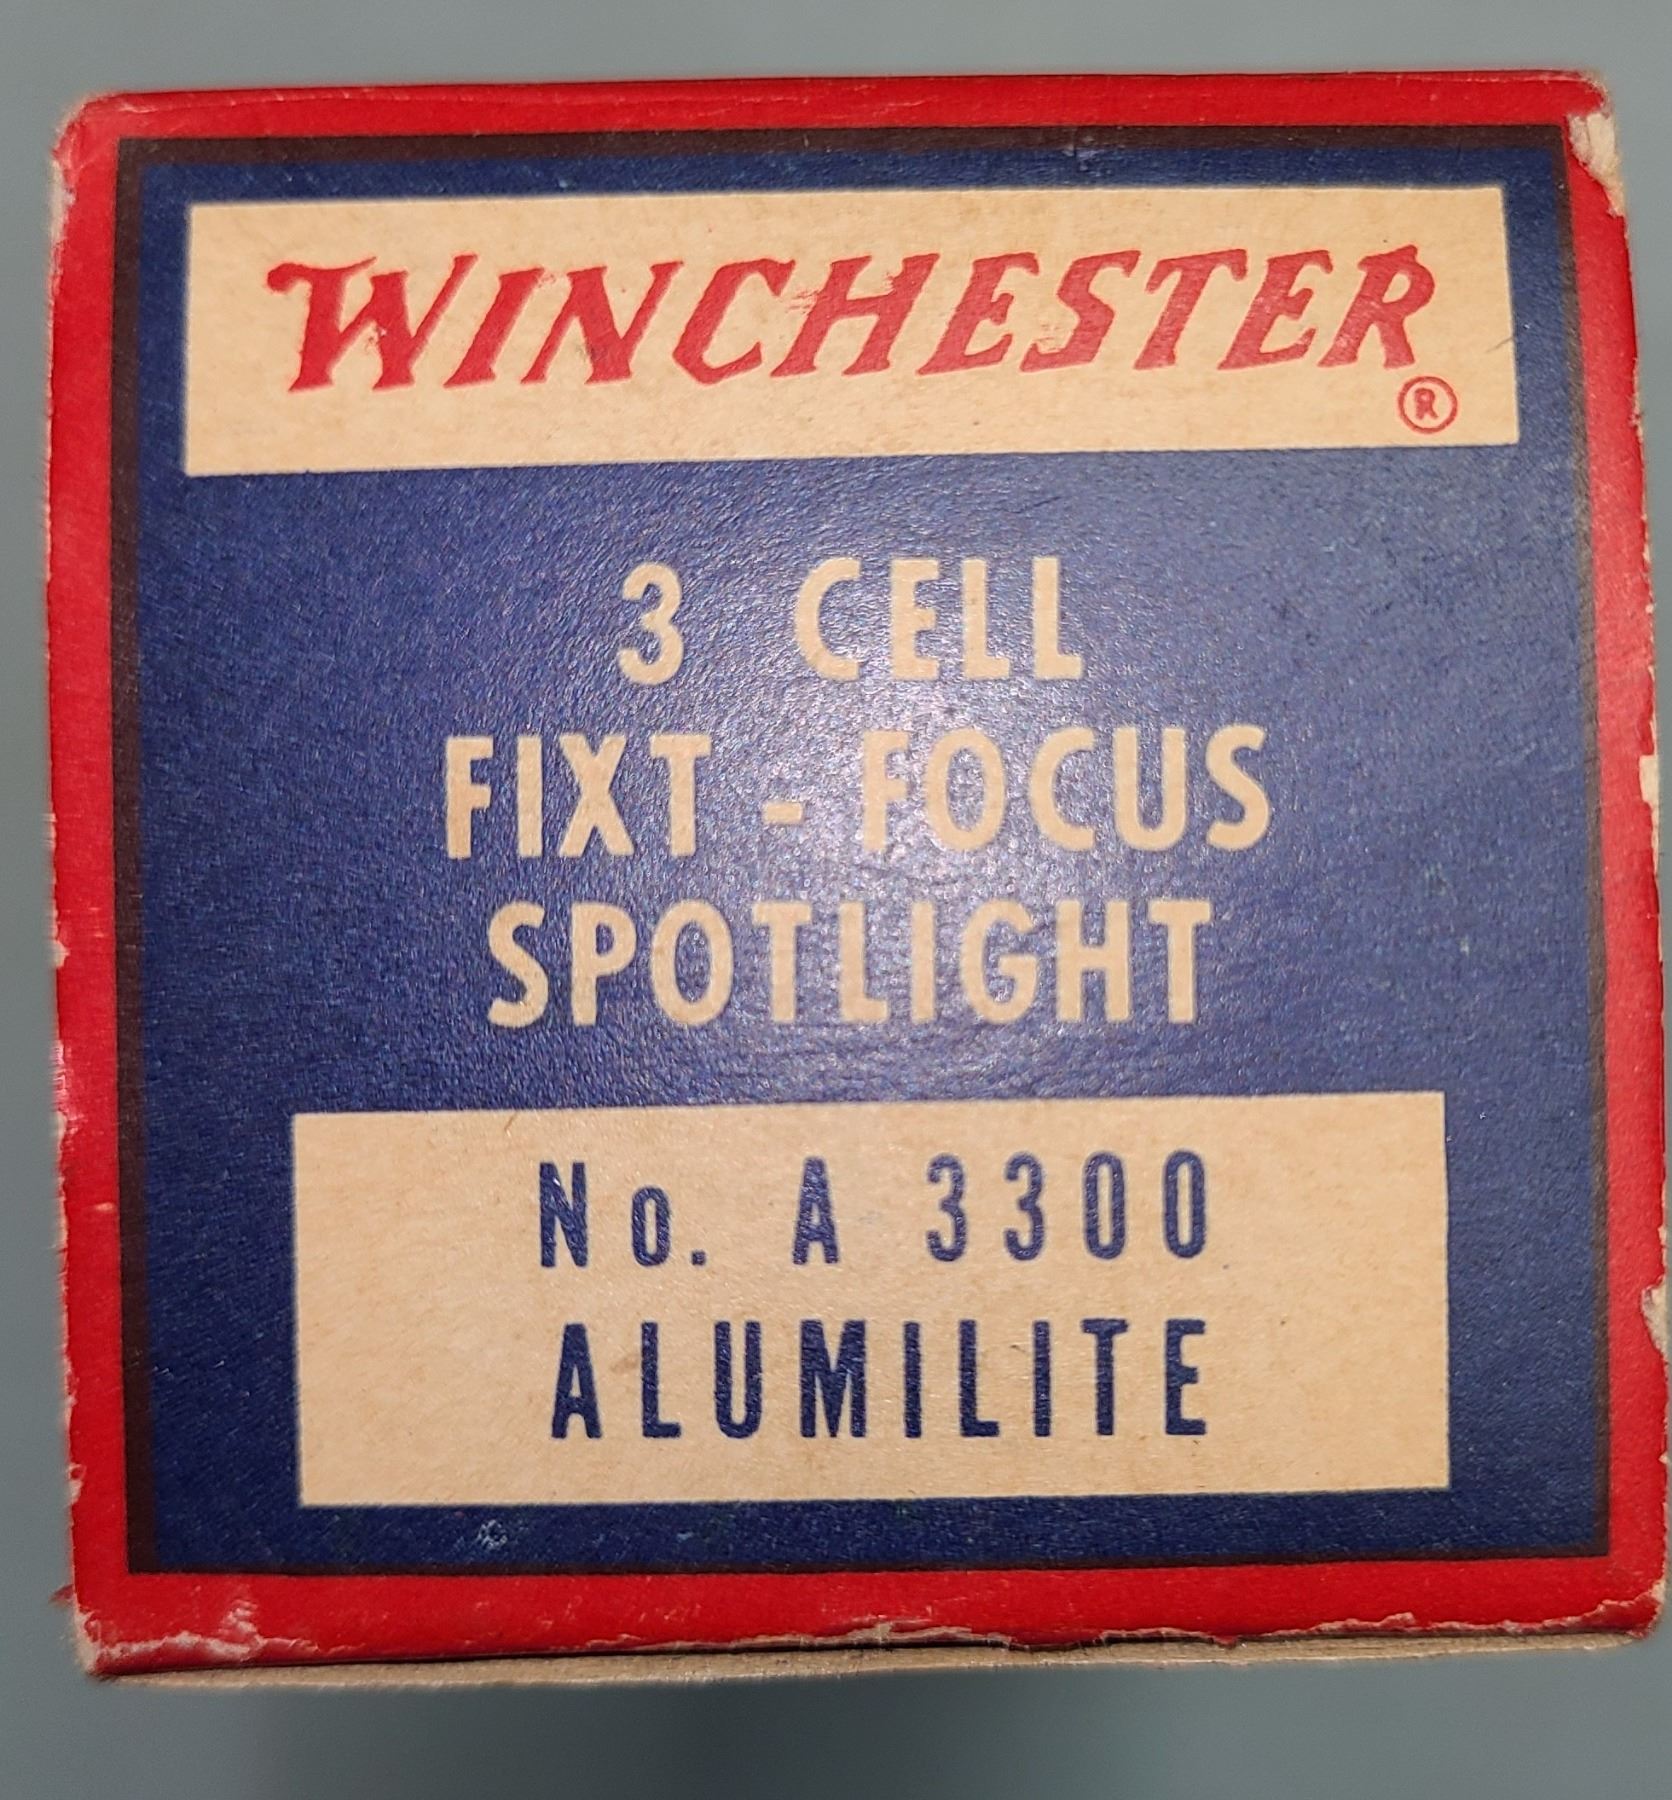 WINCHESTER®
3 CELL
FIXT - FOCUS
SPOTLIGHT
No. A 3300
ALUMILITE